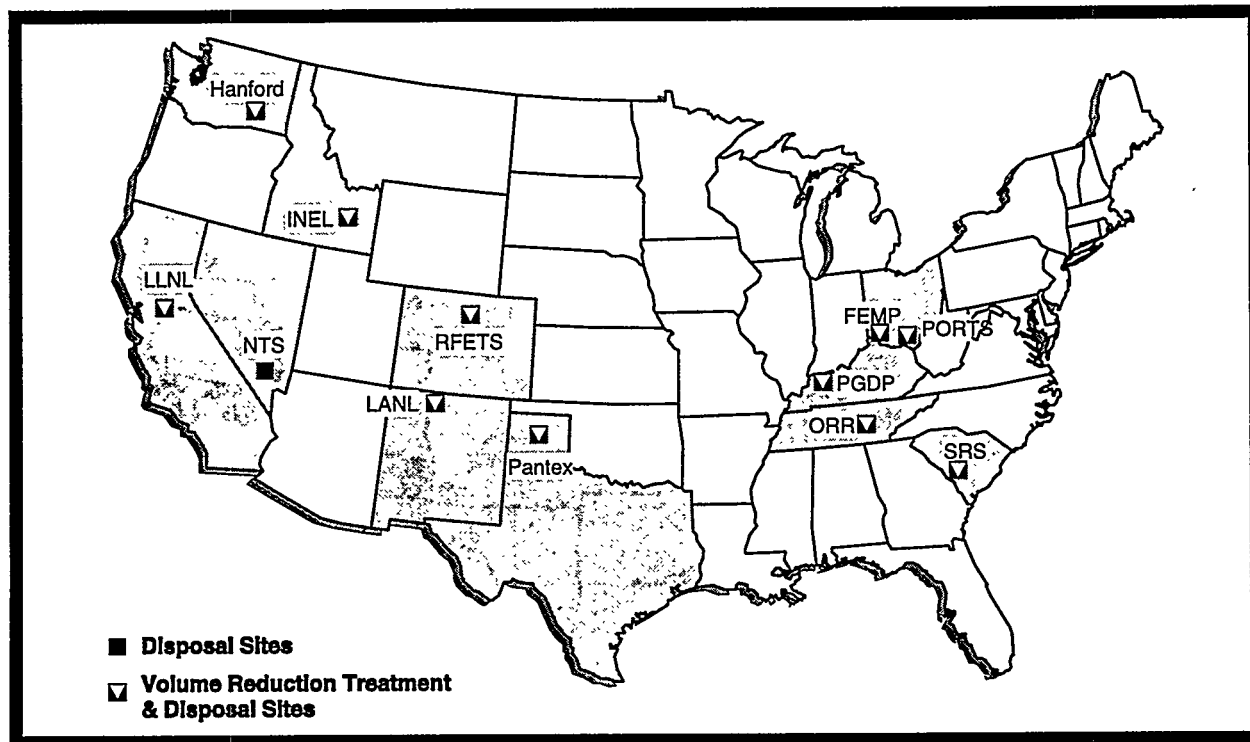 Hanford
INEL
LLNL
NTS
RFETS
LANL
Pantex
FEMP
PORTS
PGDP
ORR
SRS
Disposal Sites
Volume Reduction Treatment
& Disposal Sites